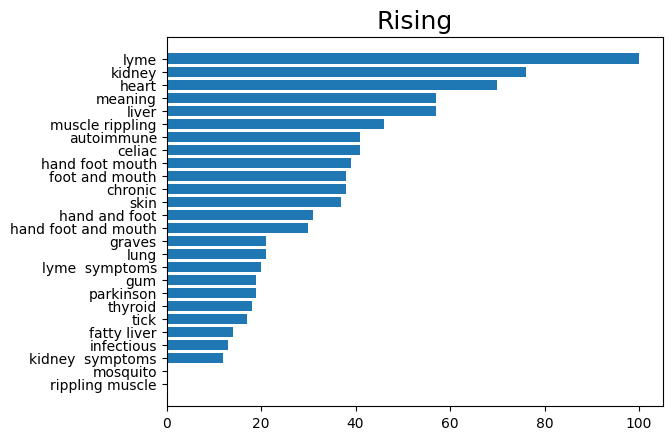 Rising
lyme
kidney
heart
meaning
liver
muscle rippling
autoimmune
celiac
hand foot mouth
foot and mouth
chronic
skin
hand and foot
hand foot and mouth
graves
lung
lyme  symptoms
gum
parkinson
thyroid
tick
fatty liver
infectious
kidney  symptoms
mosquito
rippling muscle
0 20 40 60 80 100